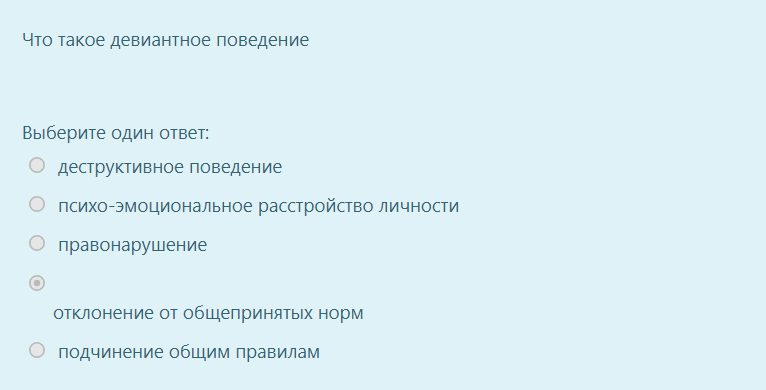 Что такое девиантное поведение
Выберите один ответ:
деструктивное поведение
психо-эмоциональное расстройство личности
правонарушение
отклонение от общепринятых норм
подчинение общим правилам